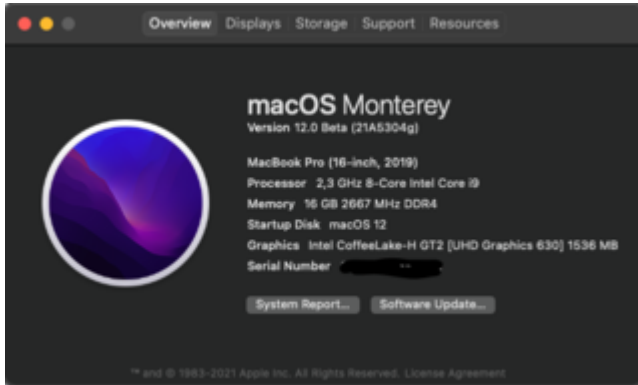 Overview Displays Storage Support Resources
macOS Monterey
Version 12.0 Beta (21A5304g)
MacBook Pro (16-inch, 2019)
Processor 2,3 GHz 8-Core Intel Core i9
Memory 16 GB 2667 MHz DDR4
Startup Disk macOS 12
Graphics Intel CoffeeLake-H GT2 [UHD Graphics 630] 1536 MB
Serial Number
System Report... Software Update...
™ and © 1983-2021 Apple Inc. All Rights Reserved. License Agreement